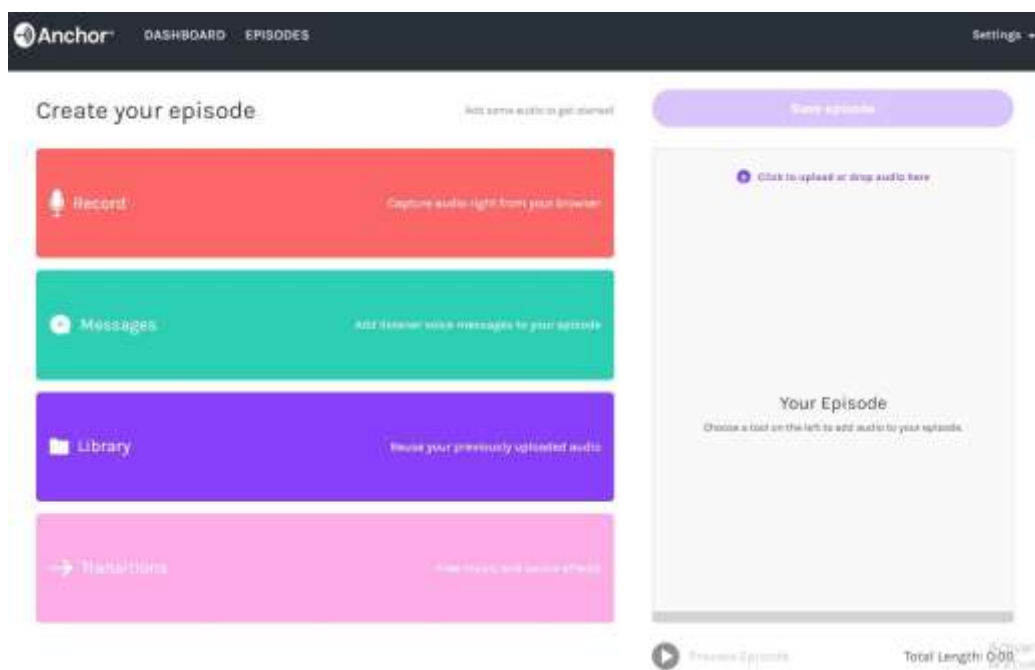 Anchor
DASHBOARD EPISODES
Settings
Create your episode
Add some audio to get started!
Save episode
Record
Capture audio right from your browser
Click to upload or drop audio here
Messages
Add listener voice messages to your episode
Your Episode
Choose a tool on the left to add audio to your episode.
Library
Reuse your previously uploaded audio
Transitions
Free music and sound effects
Preview Episode
Total Length: 0:00